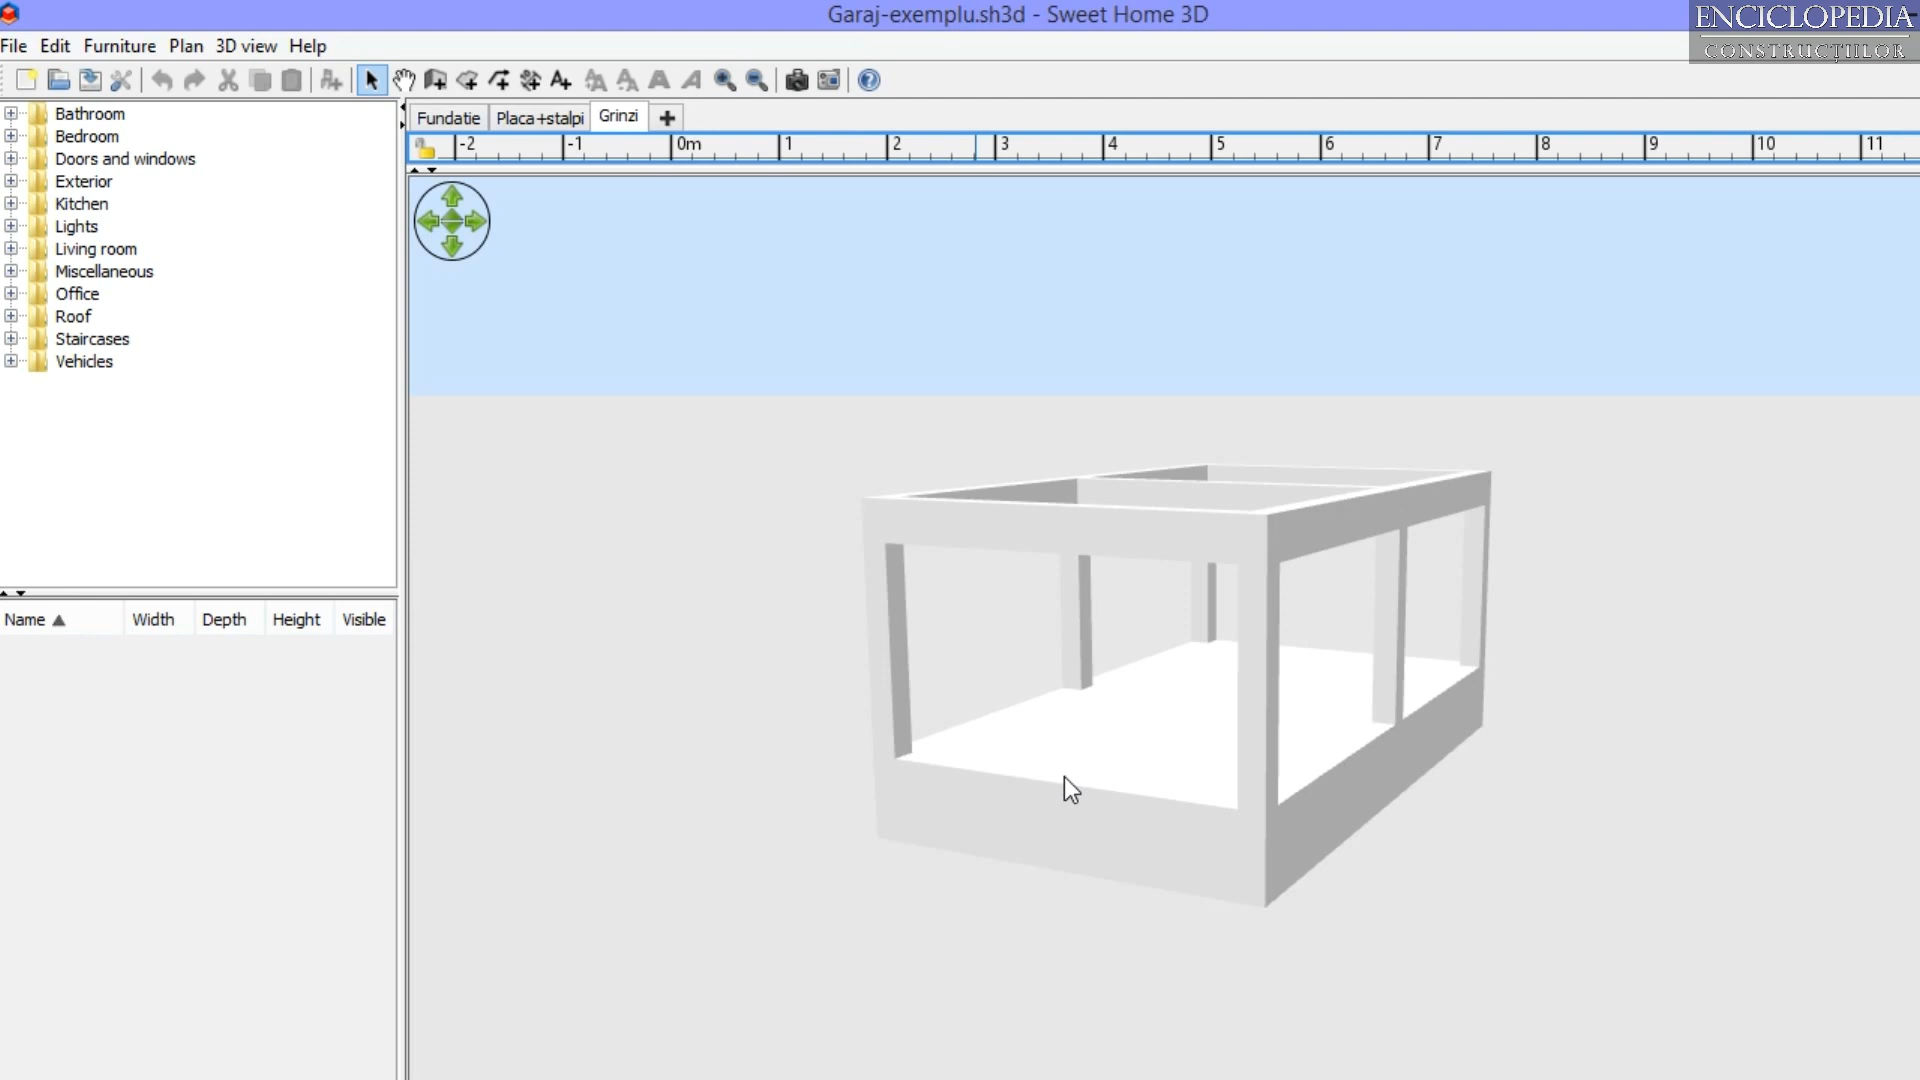 Garaj-exemplu.sh3d - Sweet Home 3D
ENCICLOPEDIA
CONSTRUCȚIILOR
File Edit Furniture Plan 3D view Help
Bathroom
Bedroom
Doors and windows
Exterior
Kitchen
Lights
Living room
Miscellaneous
Office
Roof
Staircases
Vehicles
Name Width Depth Height Visible
Fundatie Placa+stalpi Grinzi
-2 -1 0m 1 2 3 4 5 6 7 8 9 10 11